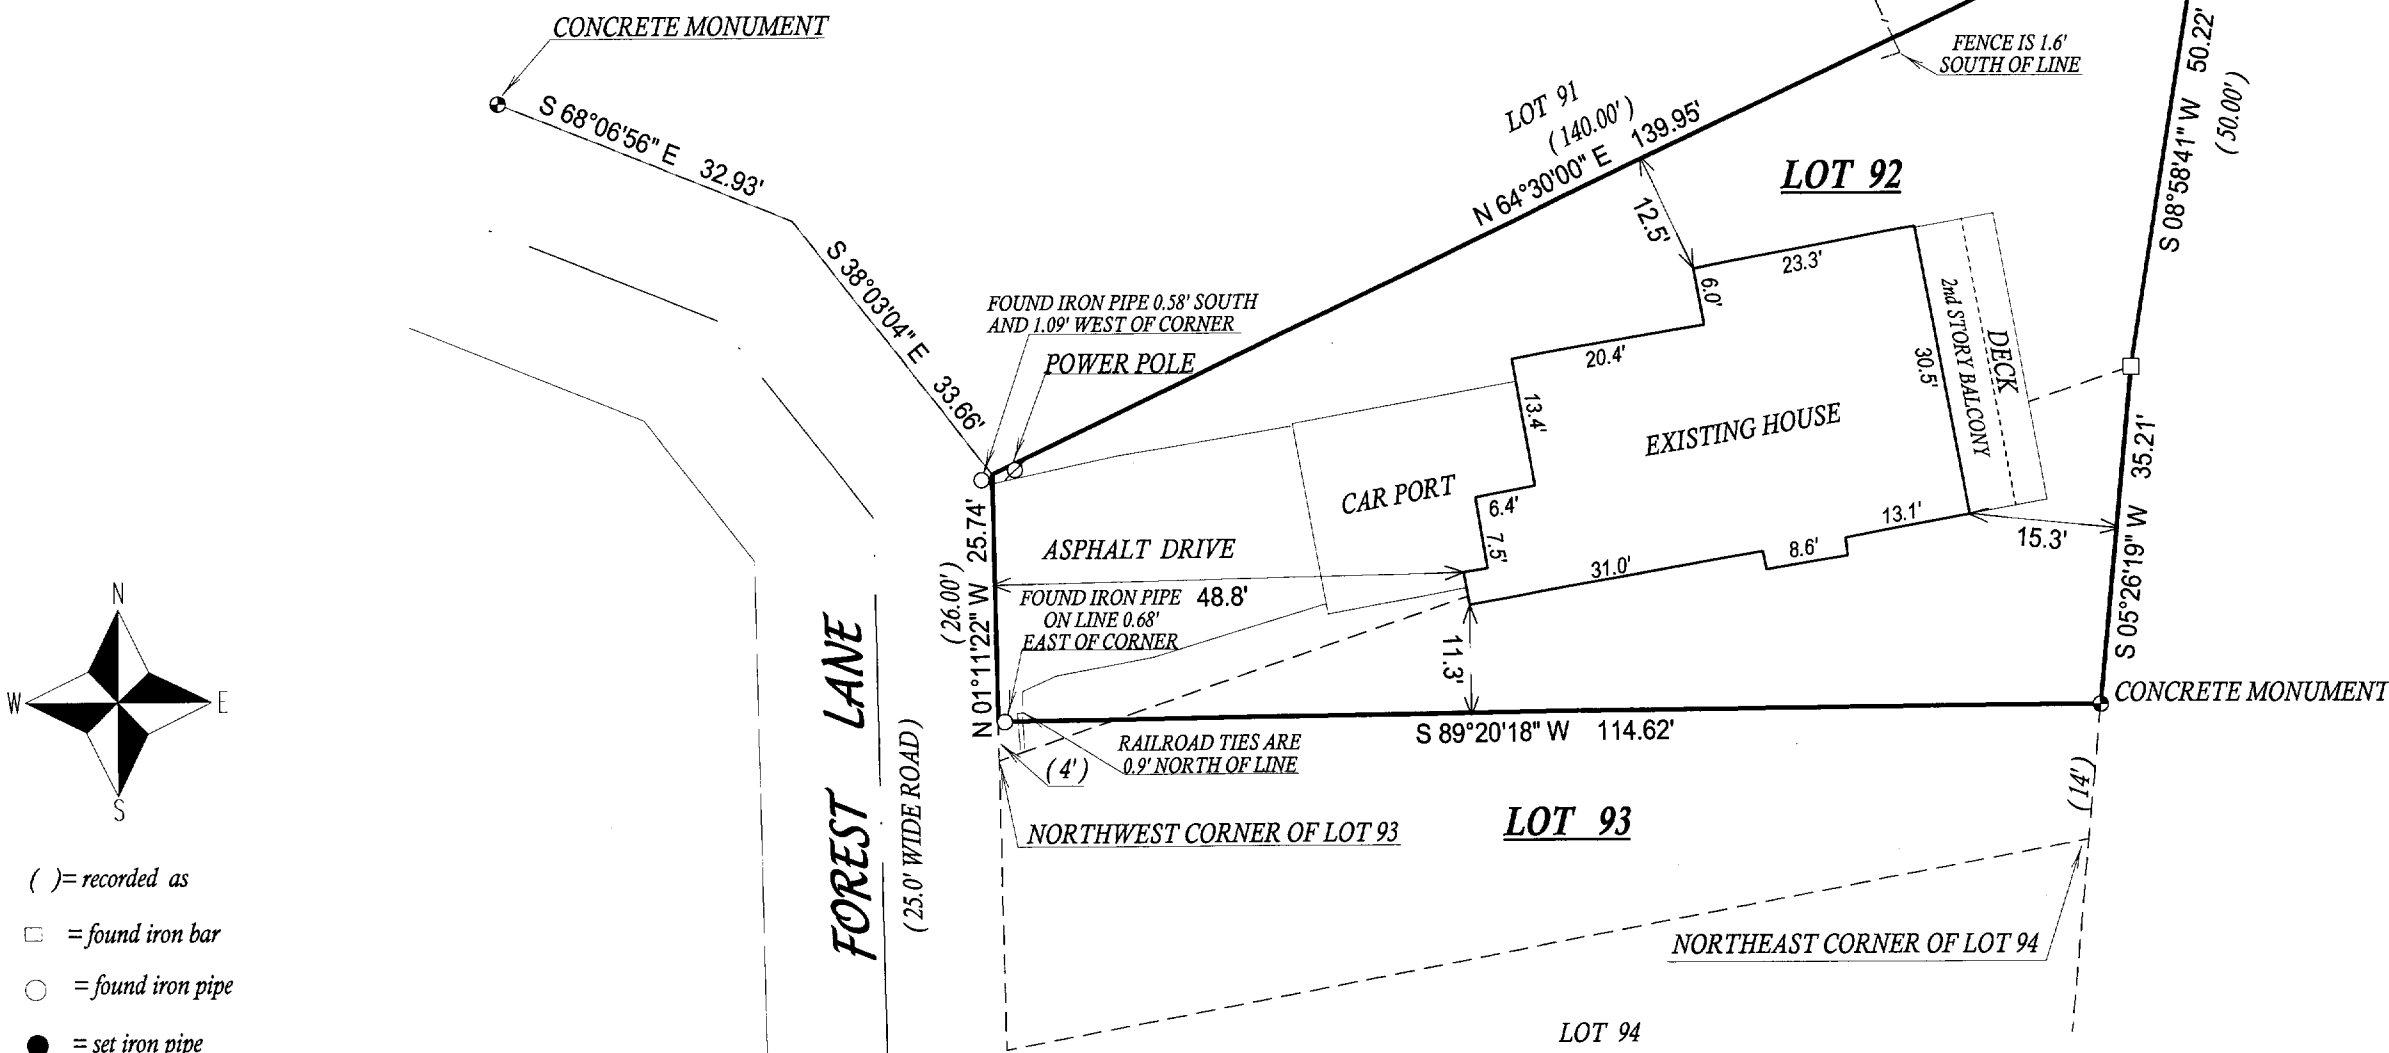 CONCRETE MONUMENT
S 68°06'56" E 32.93'
S 38°03'04" E 33.66'
FENCE IS 1.6'
SOUTH OF LINE
S 08°58'41" W 50.22'
(50.00')
LOT 91
(140.00')
N 64°30'00" E 139.95'
LOT 92
12.5'
23.3'
6.0'
20.4'
13.4'
30.5'
2nd STORY BALCONY
DECK
FOUND IRON PIPE 0.58' SOUTH
AND 1.09' WEST OF CORNER
POWER POLE
EXISTING HOUSE
CAR PORT
6.4'
7.5'
31.0'
8.6'
13.1'
15.3'
S 05°26'19" W 35.21'
ASPHALT DRIVE
48.8'
N 01°11'22" W 25.74'
(26.00')
FOUND IRON PIPE
ON LINE 0.68'
EAST OF CORNER
11.3'
CONCRETE MONUMENT
S 89°20'18" W 114.62'
RAILROAD TIES ARE
0.9' NORTH OF LINE
(4')
(14')
FOREST LANE
(25.0' WIDE ROAD)
NORTHWEST CORNER OF LOT 93
LOT 93
NORTHEAST CORNER OF LOT 94
LOT 94
N
W
E
S
( )= recorded as
= found iron bar
= found iron pipe
= set iron pipe